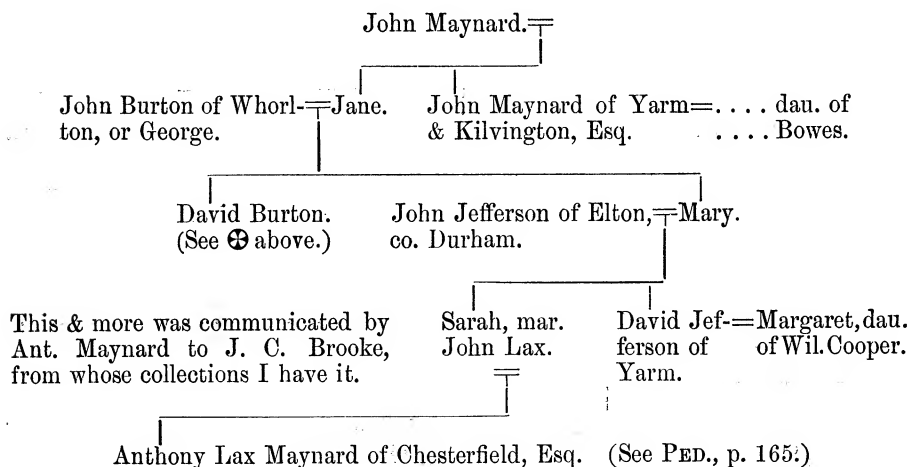 John Maynard.
John Burton of Whorl-=Jane. John Maynard of Yarm=.... dau. of
ton, or George. & Kilvington, Esq. .... Bowes.
David Burton. John Jefferson of Elton,=Mary.
(See ✠ above.) co. Durham.
This & more was communicated by Sarah, mar. David Jef-=Margaret, dau.
Ant. Maynard to J. C. Brooke, John Lax. ferson of of Wil. Cooper.
from whose collections I have it. Yarm.
Anthony Lax Maynard of Chesterfield, Esq. (See PED., p. 165.)